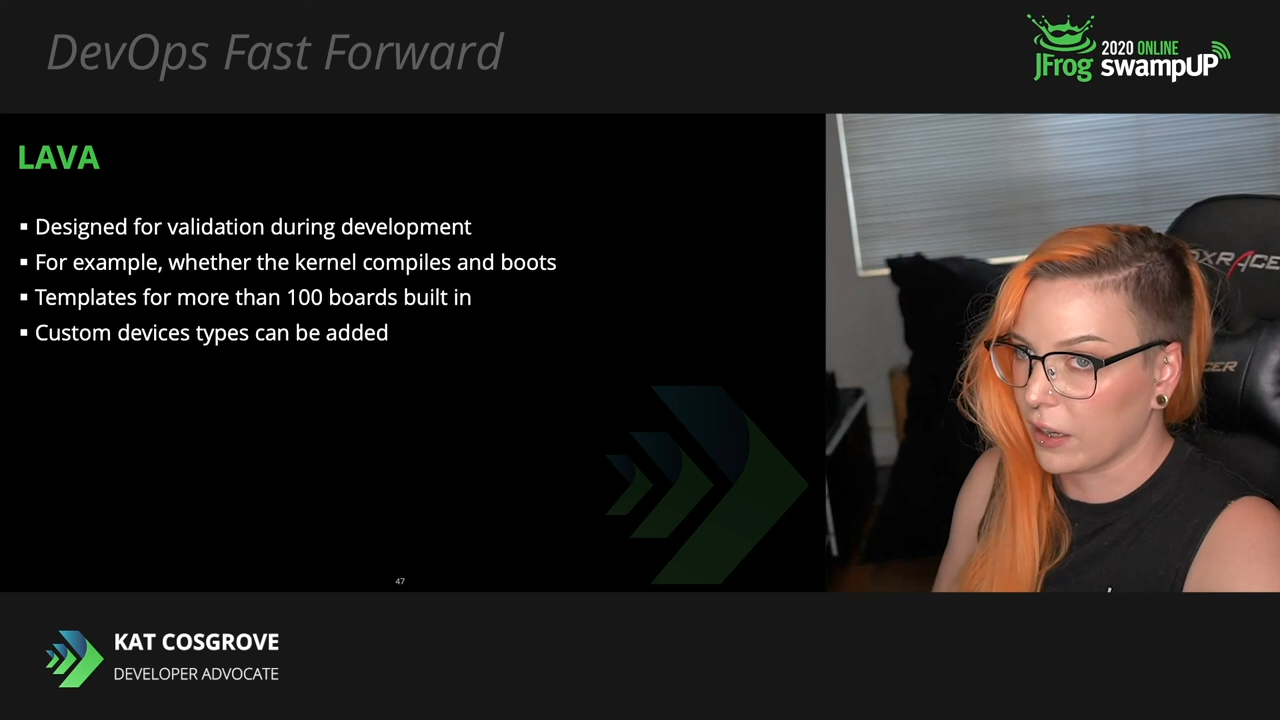 DevOps Fast Forward
2020 ONLINE
JFrog swampUP
LAVA
▪ Designed for validation during development
▪ For example, whether the kernel compiles and boots
▪ Templates for more than 100 boards built in
▪ Custom devices types can be added
47
KAT COSGROVE
DEVELOPER ADVOCATE